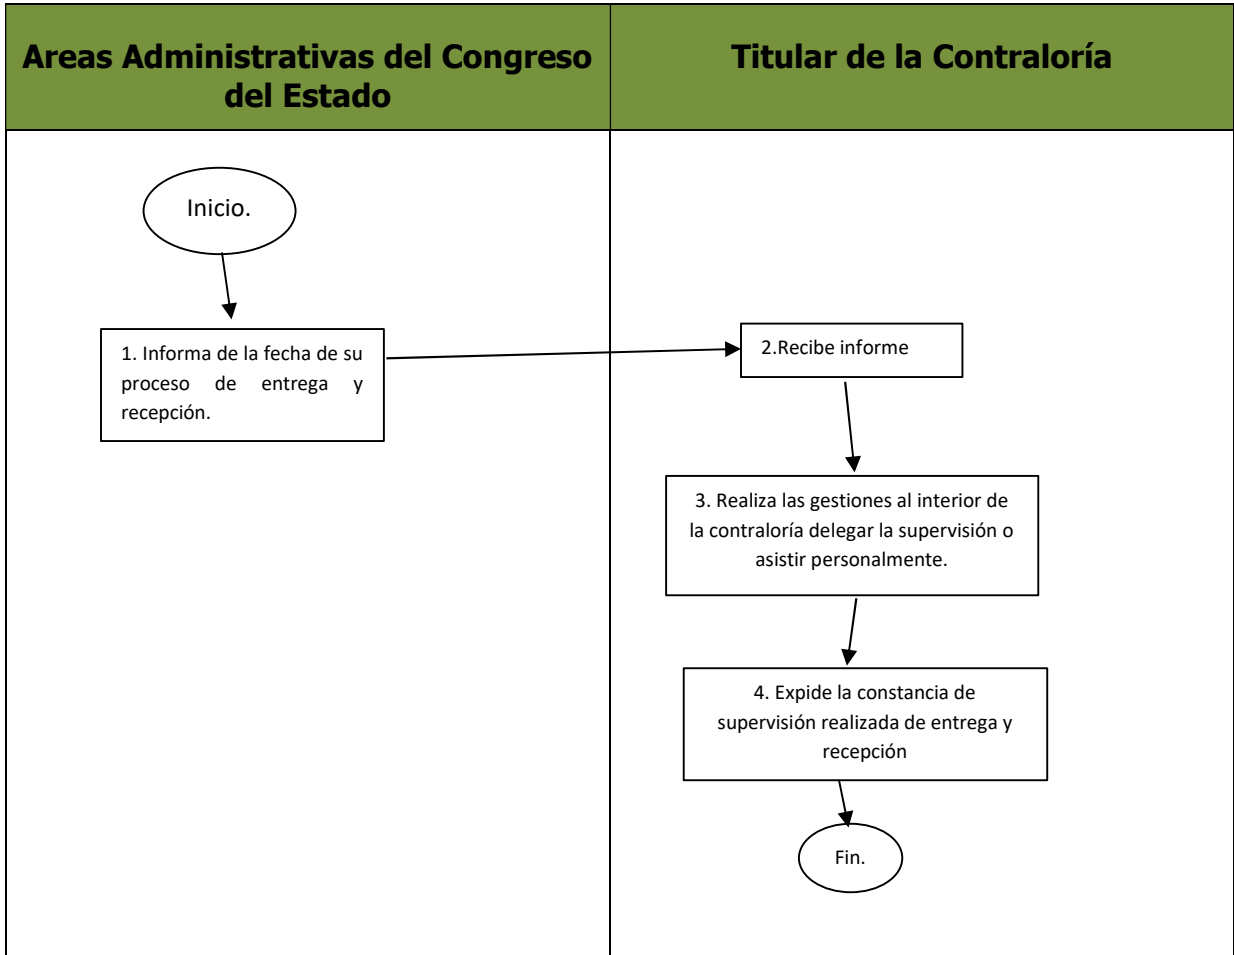 Areas Administrativas del Congreso
del Estado
Titular de la Contraloría
Inicio.
1. Informa de la fecha de su
proceso de entrega y
recepción.
2.Recibe informe
3. Realiza las gestiones al interior de
la contraloría delegar la supervisión o
asistir personalmente.
4. Expide la constancia de
supervisión realizada de entrega y
recepción
Fin.